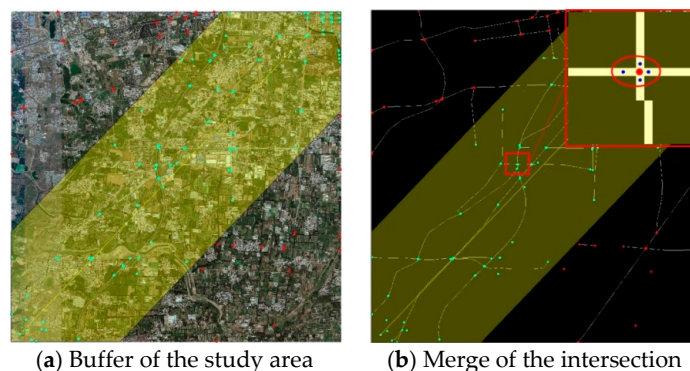 (a) Buffer of the study area
(b) Merge of the intersection